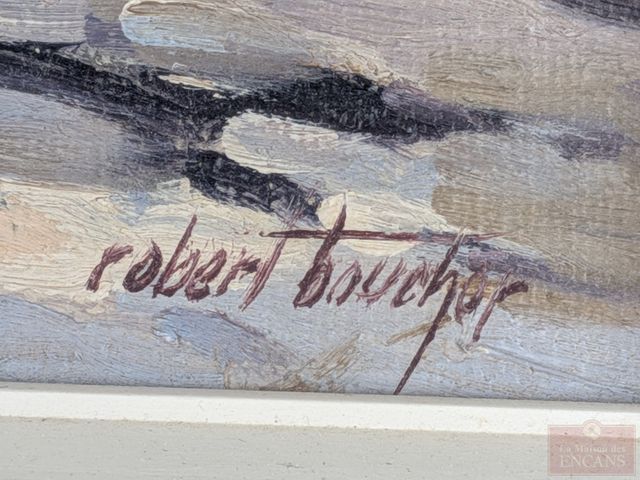 robert boucher
La Maison des
ENCANS